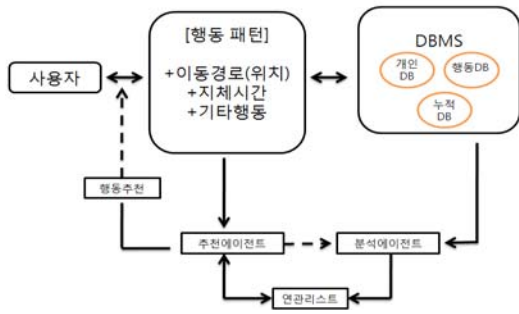 [행동 패턴]
+이동경로(위치)
+지체시간
+기타행동
사용자
DBMS
개인
DB
행동DB
누적
DB
행동추천
추천에이전트
분석에이전트
연관리스트